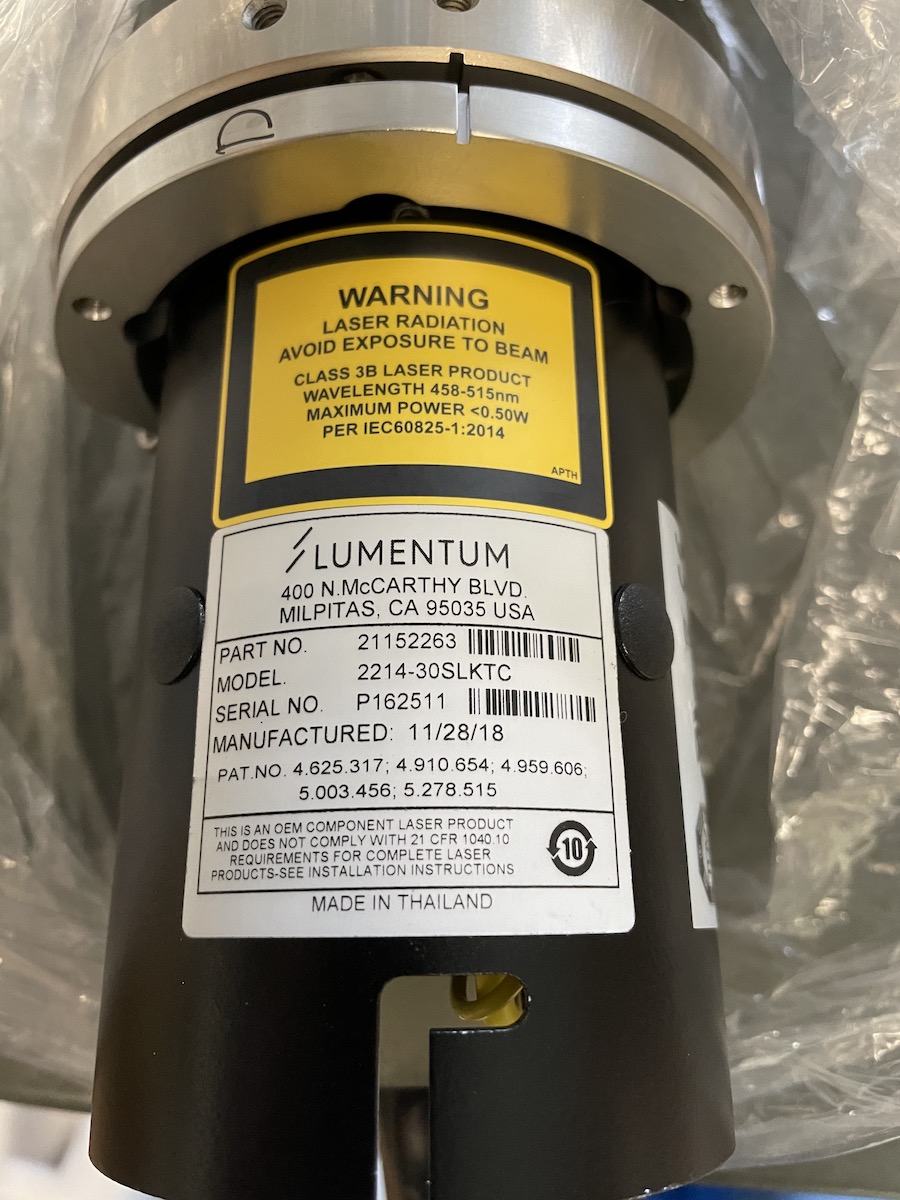 D
WARNING
LASER RADIATION
AVOID EXPOSURE TO BEAM
CLASS 3B LASER PRODUCT
WAVELENGTH 458-515nm
MAXIMUM POWER <0.50W
PER IEC60825-1:2014
APTH
LUMENTUM
400 N.McCARTHY BLVD.
MILPITAS, CA 95035 USA
PART NO. 21152263
MODEL. 2214-30SLKTC
SERIAL NO. P162511
MANUFACTURED: 11/28/18
PAT.NO. 4.625.317; 4.910.654; 4.959.606;
5.003.456; 5.278.515
THIS IS AN OEM COMPONENT LASER PRODUCT
AND DOES NOT COMPLY WITH 21 CFR 1040.10
REQUIREMENTS FOR COMPLETE LASER
PRODUCTS-SEE INSTALLATION INSTRUCTIONS
10
MADE IN THAILAND